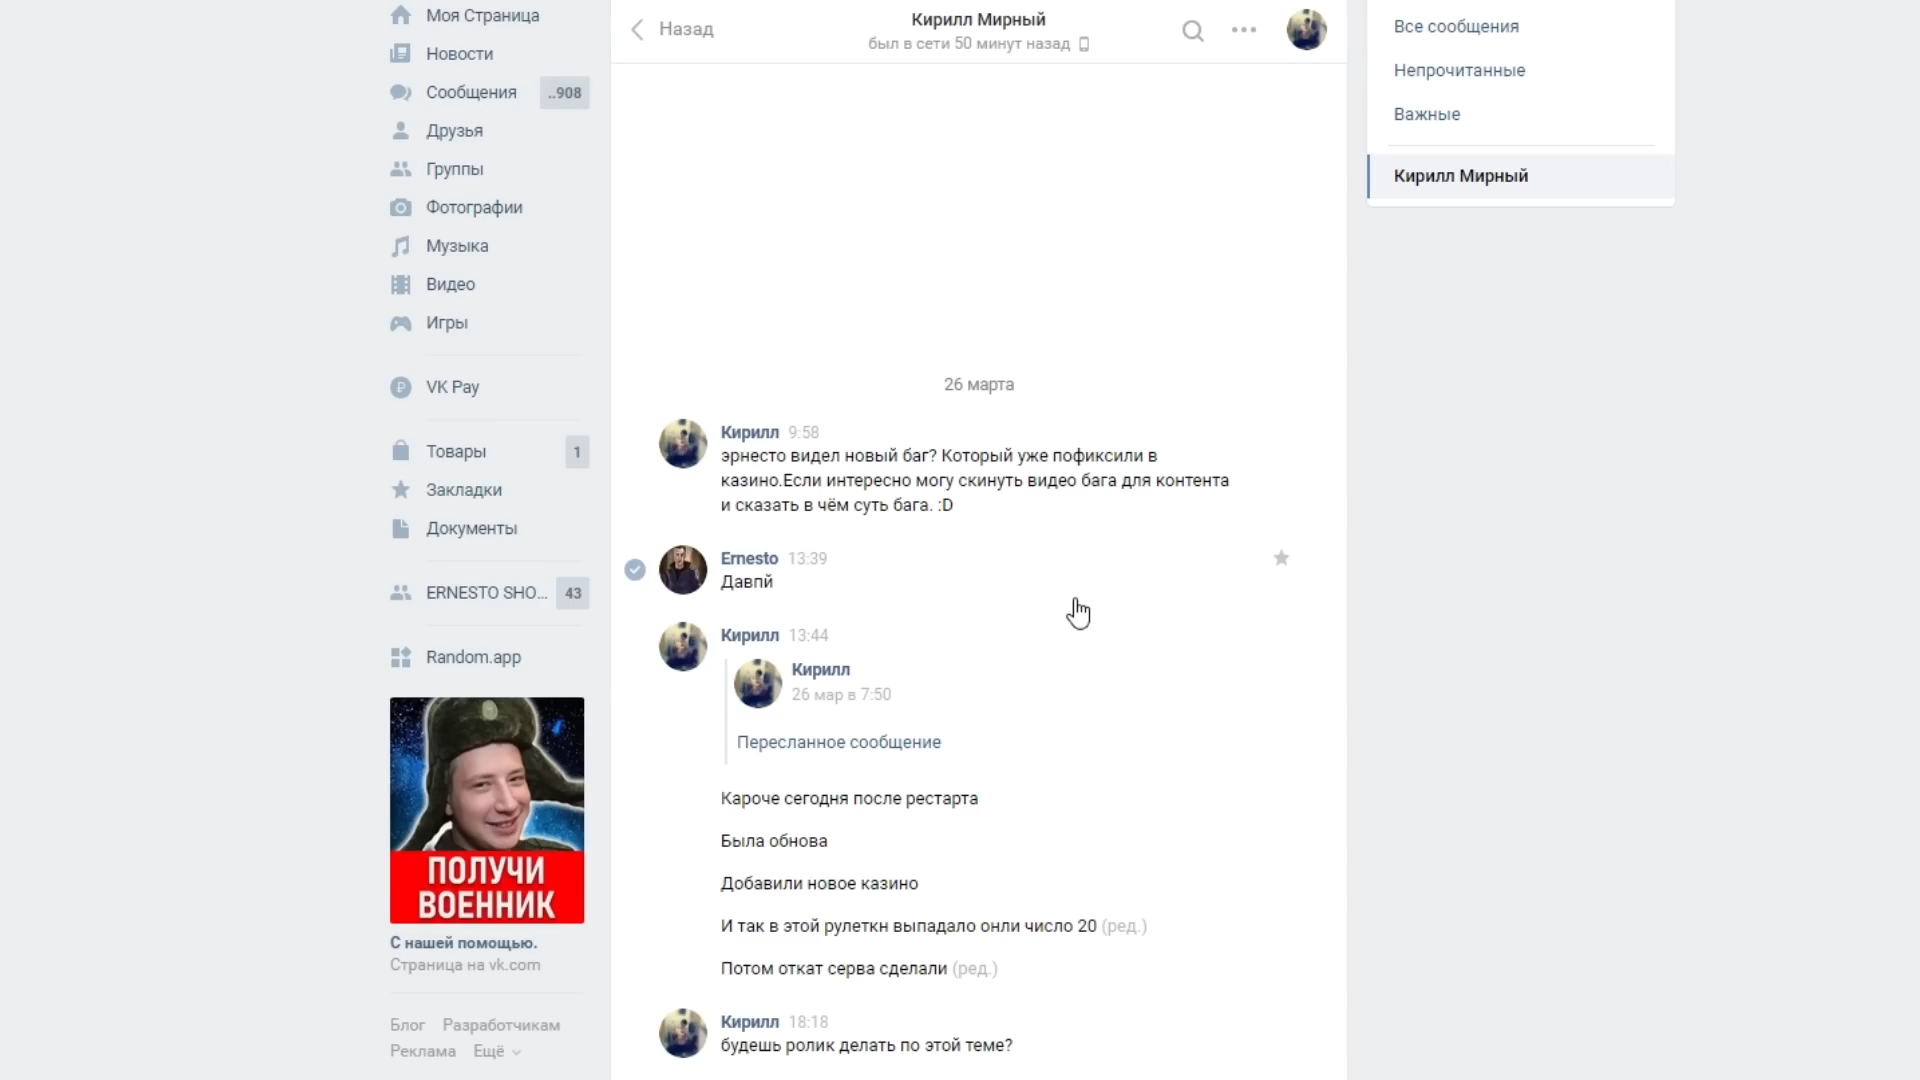 Моя Страница
Новости
Сообщения ..908
Друзья
Группы
Фотографии
Музыка
Видео
Игры
VK Pay
Товары 1
Закладки
Документы
ERNESTO SHO... 43
Random.app
ПОЛУЧИ
ВОЕННИК
С нашей помощью.
Страница на vk.com
Блог Разработчикам
Реклама Ещё
Назад
Кирилл Мирный
был в сети 50 минут назад
26 марта
Кирилл 9:58
эрнесто видел новый баг? Который уже пофиксили в
казино.Если интересно могу скинуть видео бага для контента
и сказать в чём суть бага. :D
Ernesto 13:39
Давпй
Кирилл 13:44
Кирилл
26 мар в 7:50
Пересланное сообщение
Кароче сегодня после рестарта
Была обнова
Добавили новое казино
И так в этой рулеткн выпадало онли число 20 (ред.)
Потом откат серва сделали (ред.)
Кирилл 18:18
будешь ролик делать по этой теме?
Все сообщения
Непрочитанные
Важные
Кирилл Мирный